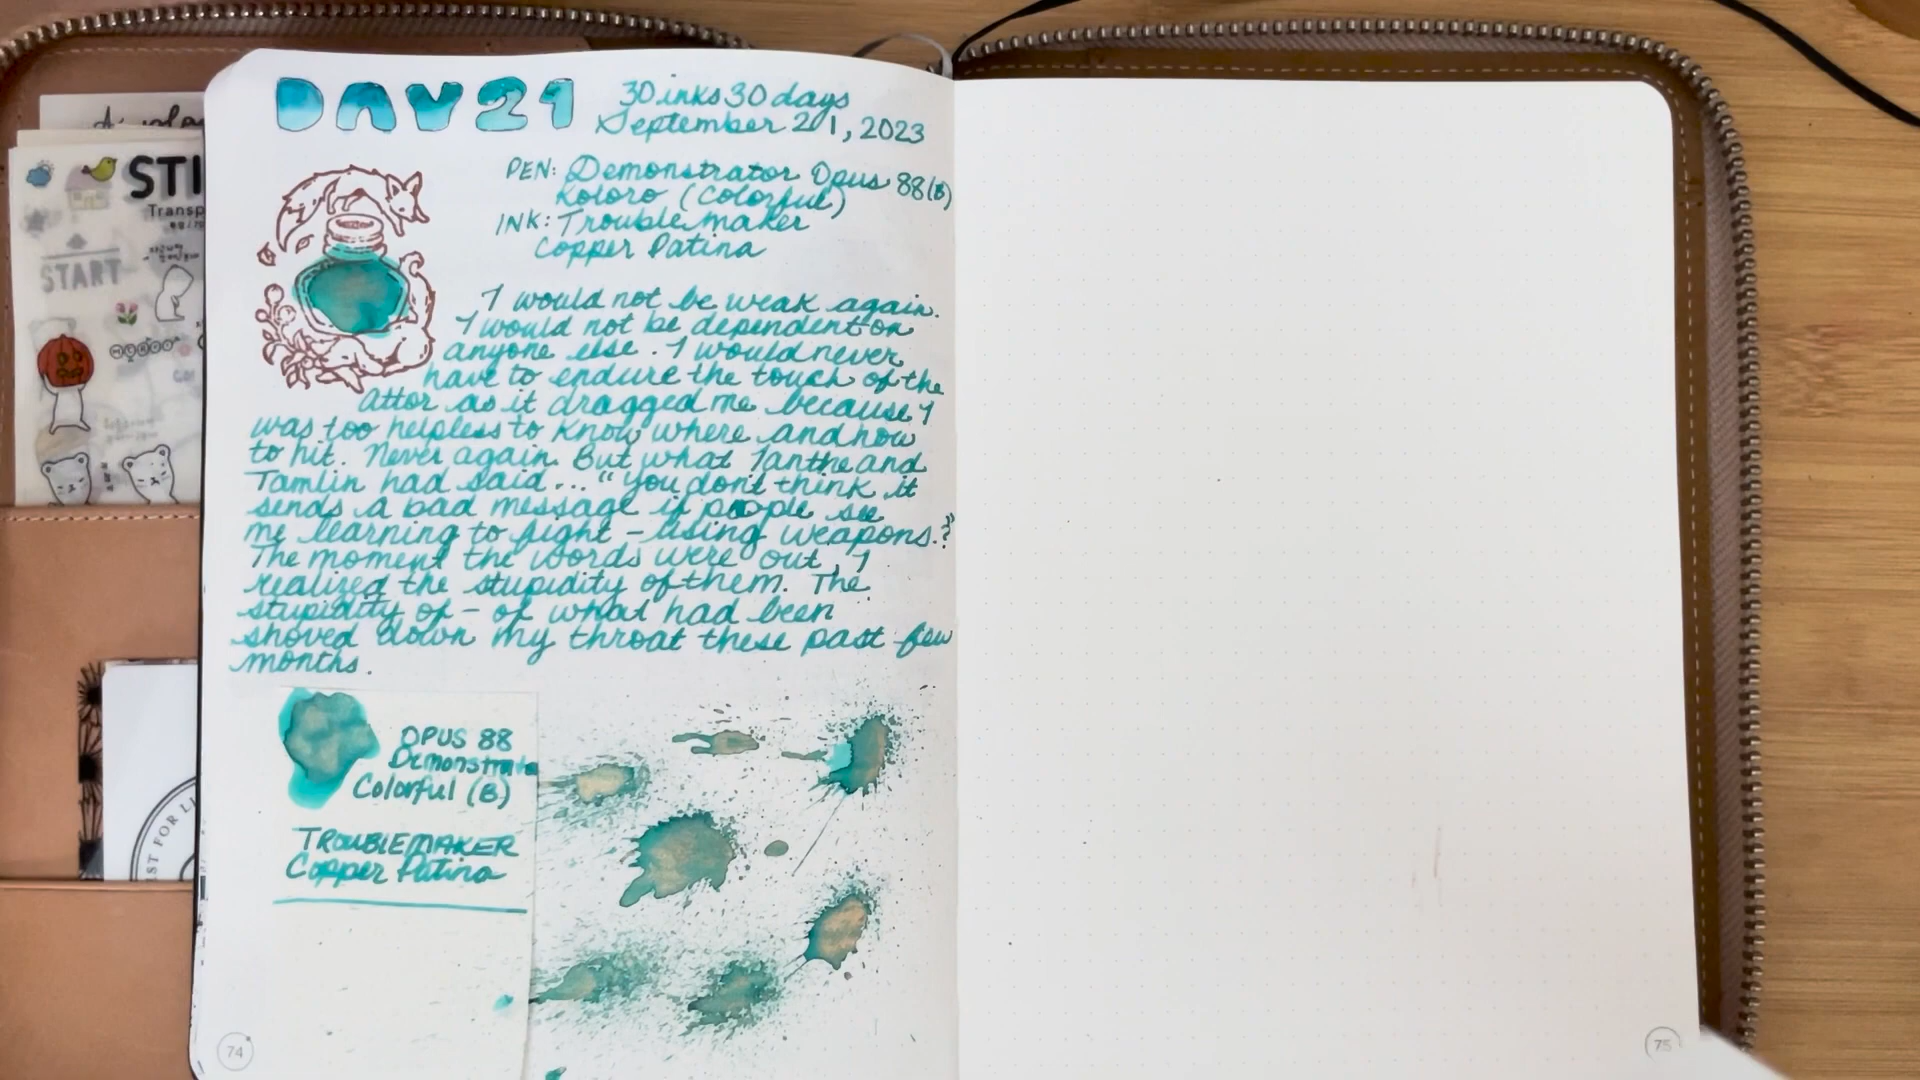 DAY 21
30 inks 30 days
September 21, 2023
PEN: Demonstrator Opus 88 (B)
Koloro (Colorful)
INK: Troublemaker
Copper Patina
I would not be weak again.
I would not be dependent on
anyone else. I would never
have to endure the touch of the
Attor as it dragged me because I
was too helpless to know where and how
to hit. Never again. But what Ianthe and
Tamlin had said... "You don't think it
sends a bad message if people see
me learning to fight - using weapons?"
The moment the words were out, I
realized the stupidity of them. The
stupidity of - of what had been
shoved down my throat these past few
months.
OPUS 88
Demonstrato
Colorful (B)
TROUBLEMAKER
Copper Patina
74
75
STI
Transp
START